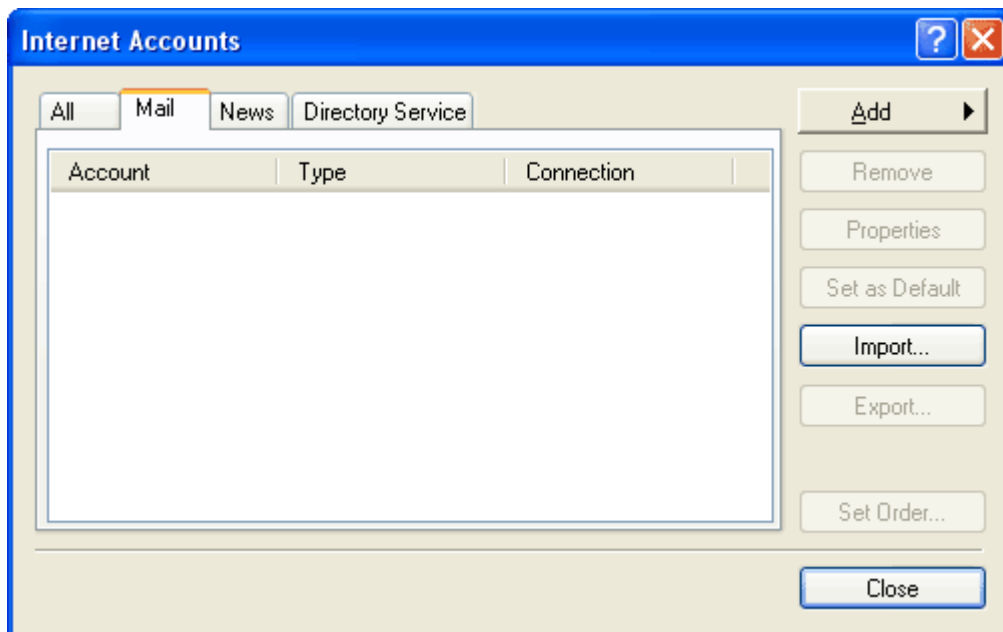 Internet Accounts
All Mail News Directory Service
Account Type Connection
Add
Remove
Properties
Set as Default
Import...
Export...
Set Order...
Close